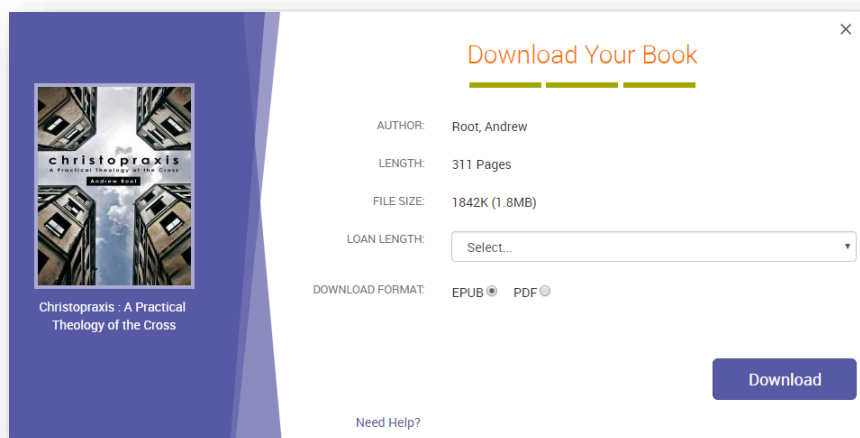 ×
Download Your Book
christopraxis
A Practical Theology of the Cross
Andrew Root
Christopraxis : A Practical
Theology of the Cross
AUTHOR: Root, Andrew
LENGTH: 311 Pages
FILE SIZE: 1842K (1.8MB)
LOAN LENGTH: Select...
DOWNLOAD FORMAT: EPUB PDF
Download
Need Help?